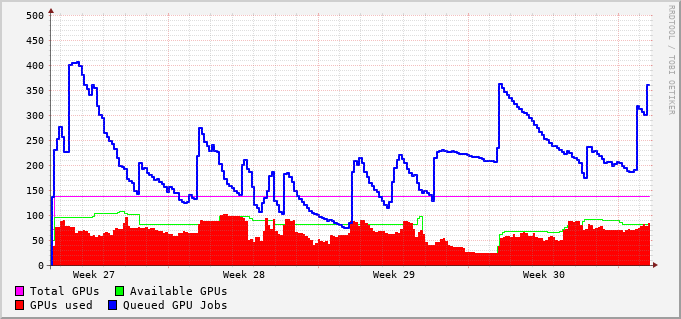 RRDTOOL / TOBI OETIKER
500
450
400
350
300
250
200
150
100
50
0
Week 27 Week 28 Week 29 Week 30
Total GPUs Available GPUs
GPUs used Queued GPU Jobs